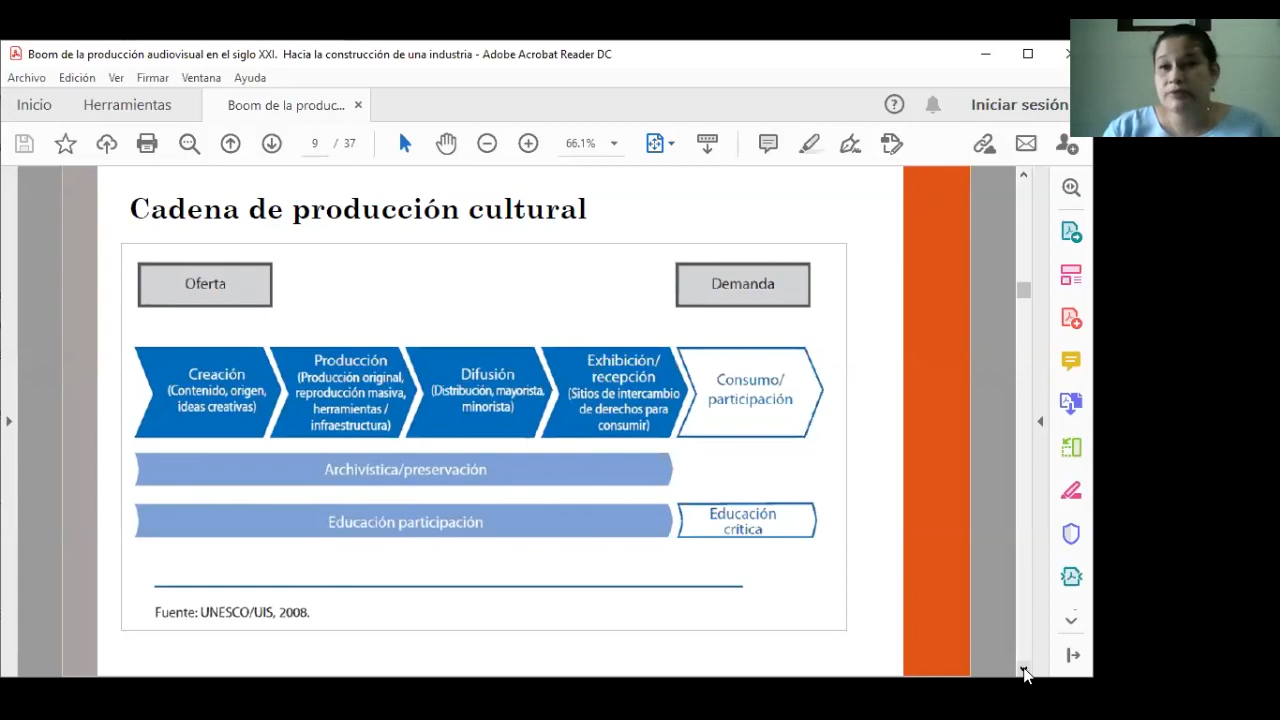 Boom de la producción audiovisual en el siglo XXI.  Hacia la construcción de una industria - Adobe Acrobat Reader DC
Archivo Edición Ver Firmar Ventana Ayuda
Inicio Herramientas Boom de la produc... × Iniciar sesión
9 / 37 66.1%
Cadena de producción cultural
Oferta Demanda
Creación
(Contenido, origen,
ideas creativas)
Producción
(Producción original,
reproducción masiva,
herramientas /
infraestructura)
Difusión
(Distribución, mayorista,
minorista)
Exhibición/
recepción
(Sitios de intercambio
de derechos para
consumir)
Consumo/
participación
Archivística/preservación
Educación participación
Educación
crítica
Fuente: UNESCO/UIS, 2008.